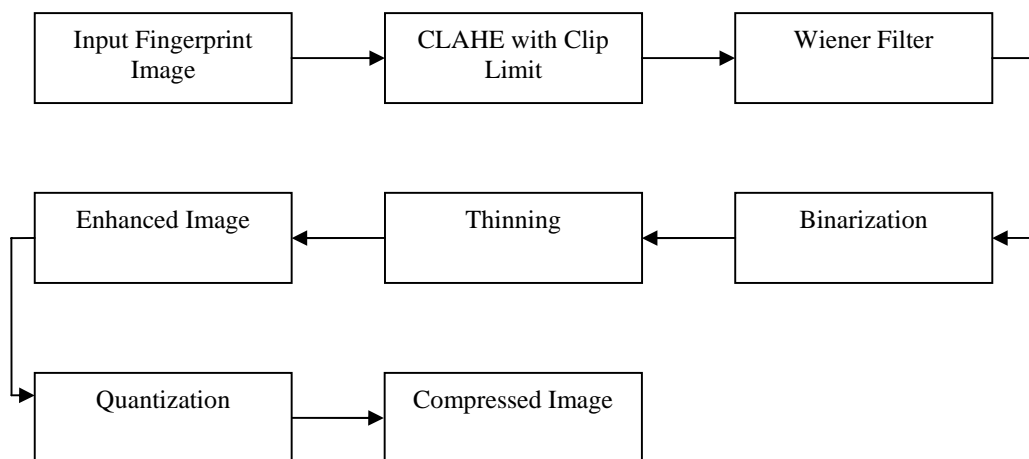 Input Fingerprint
Image
CLAHE with Clip
Limit
Wiener Filter
Enhanced Image
Thinning
Binarization
Quantization
Compressed Image